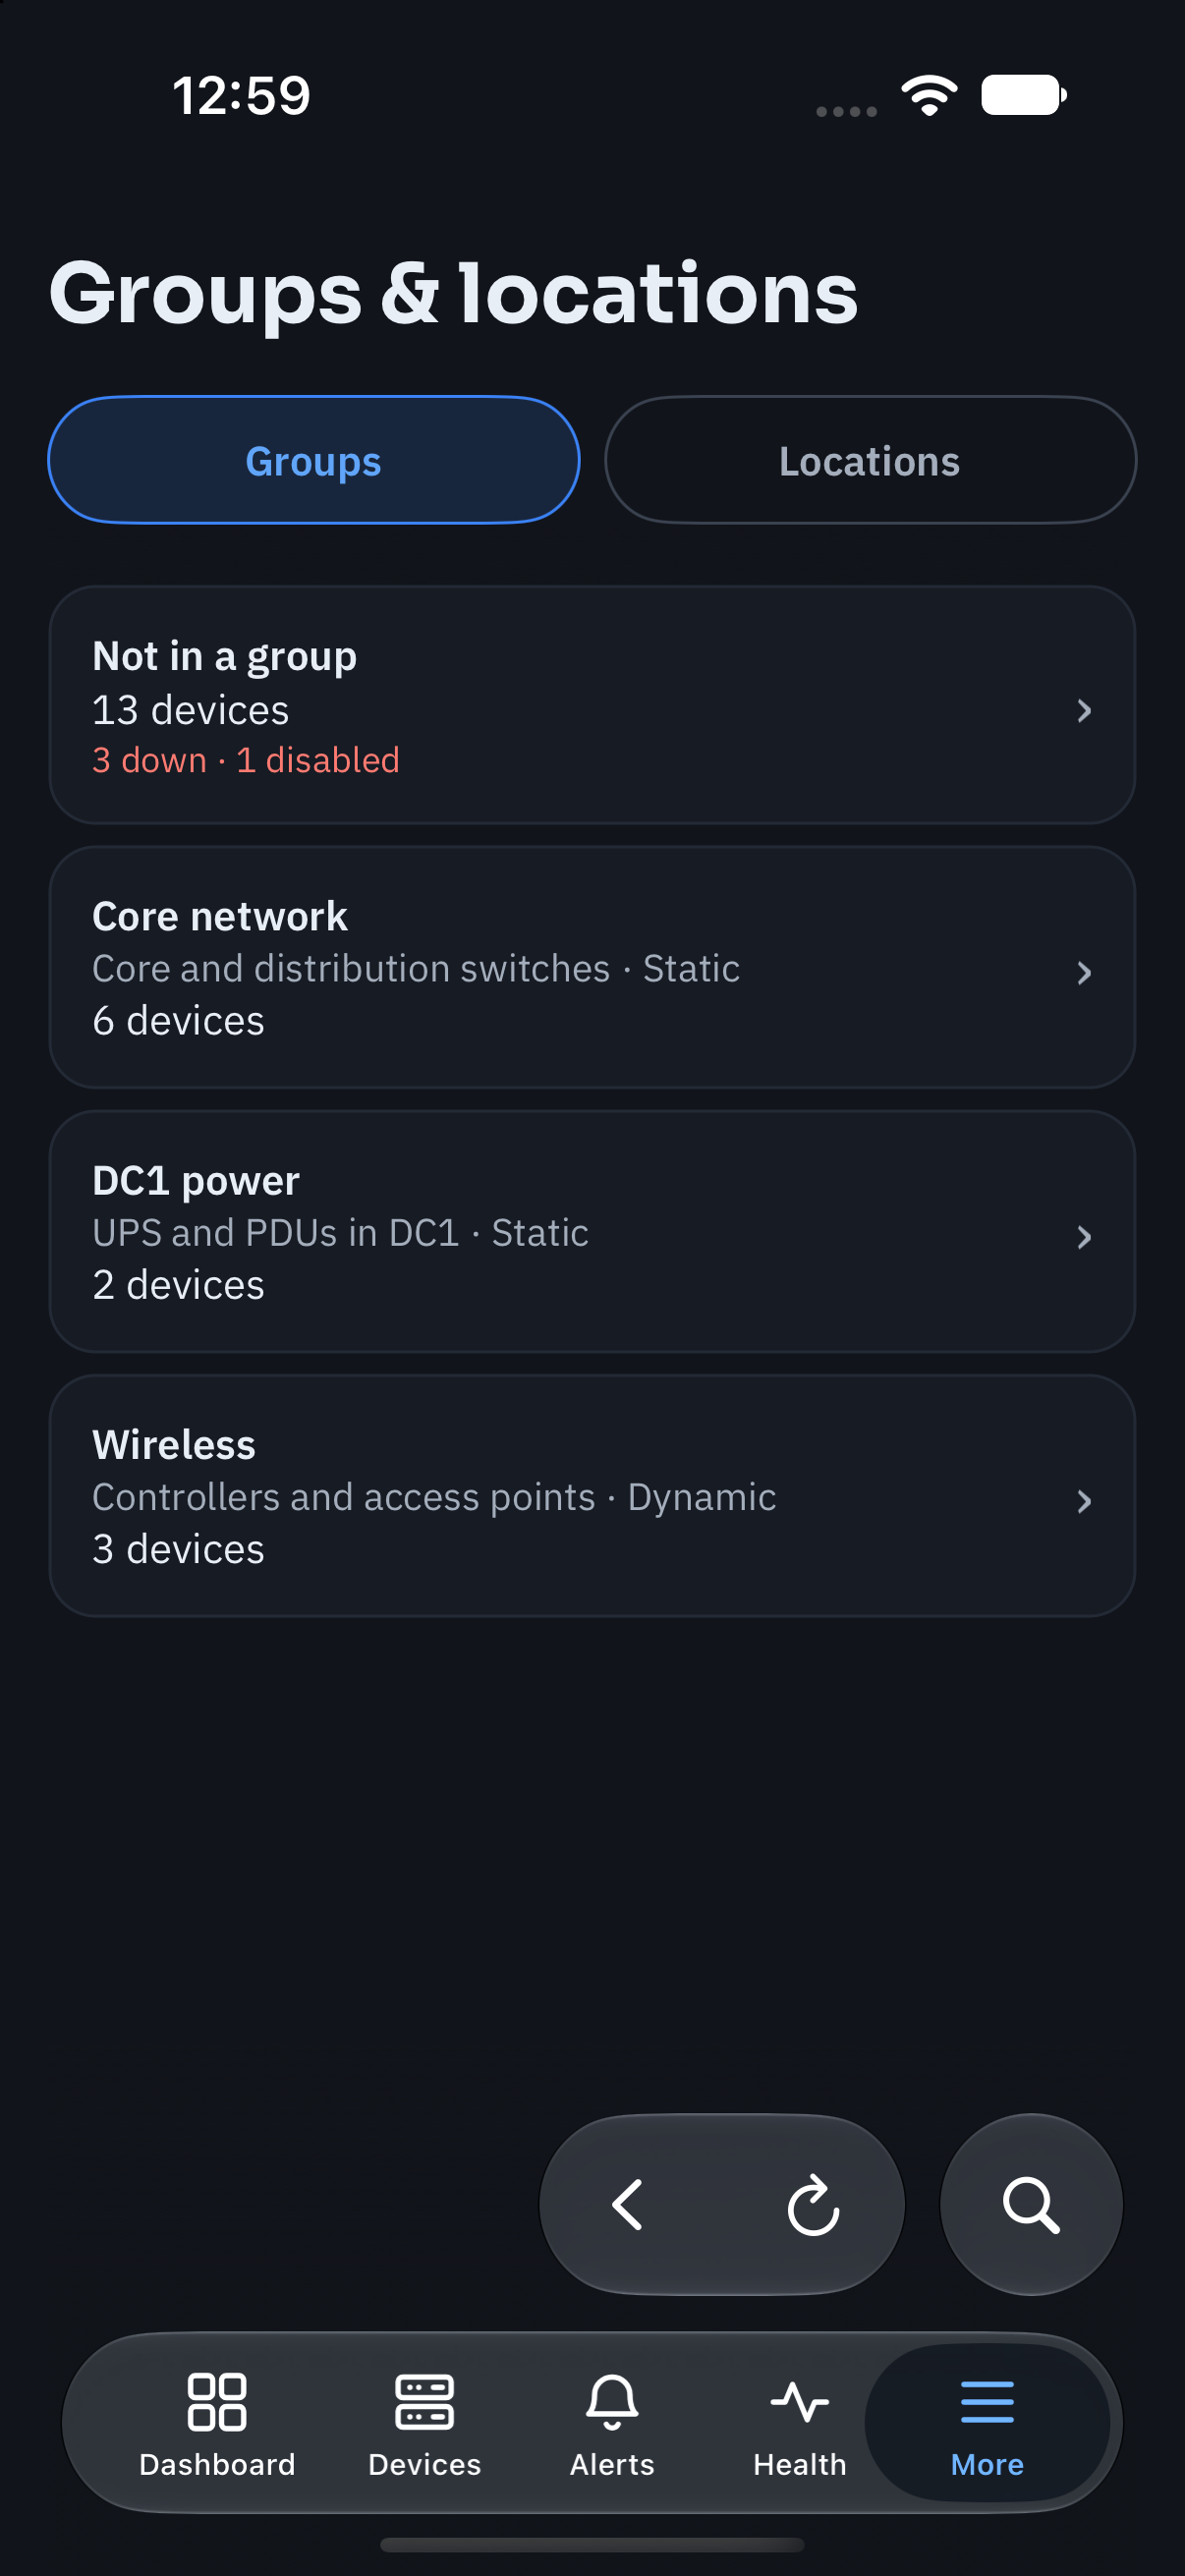 12:59
Groups & locations
Groups
Locations
Not in a group
13 devices
3 down · 1 disabled
Core network
Core and distribution switches · Static
6 devices
DC1 power
UPS and PDUs in DC1 · Static
2 devices
Wireless
Controllers and access points · Dynamic
3 devices
Dashboard
Devices
Alerts
Health
More